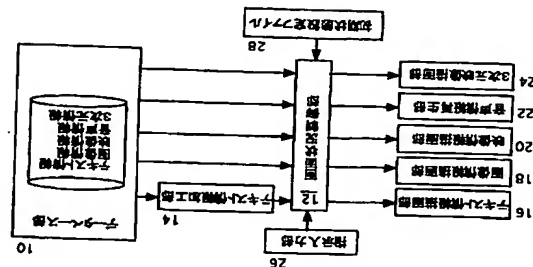 26
指示入力部
10
データベース部
テキスト情報
画像情報
映像情報
音声情報
3次元情報
14
テキスト情報加工部
12
16
テキスト情報描画部
18
画像情報描画部
20
映像情報描画部
22
音声情報再生部
24
3次元映像描画部
28
初期状態設定ファイル